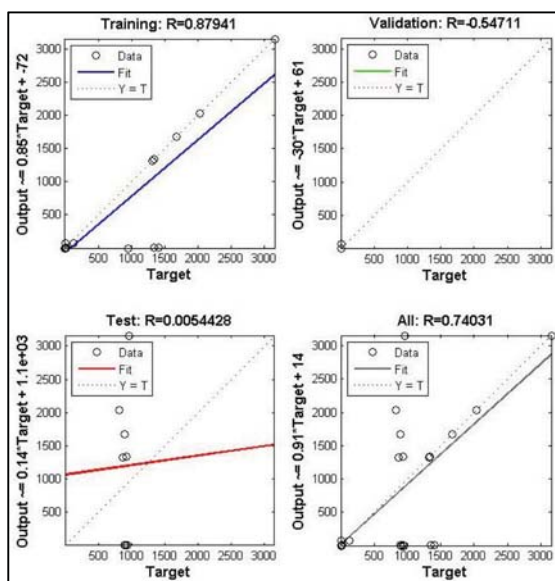 Training: R=0.87941
Output ~= 0.85*Target + -72
3000
2500
2000
1500
1000
500
Data
Fit
Y = T
500 1000 1500 2000 2500 3000
Target
Validation: R=-0.54711
Output ~= -30*Target + 61
3000
2500
2000
1500
1000
500
Data
Fit
Y = T
500 1000 1500 2000 2500 3000
Target
Test: R=0.0054428
Output ~= 0.14*Target + 1.1e+03
3000
2500
2000
1500
1000
500
0
Data
Fit
Y = T
500 1000 1500 2000 2500 3000
Target
All: R=0.74031
Output ~= 0.91*Target + 14
3000
2500
2000
1500
1000
500
0
Data
Fit
Y = T
500 1000 1500 2000 2500 3000
Target